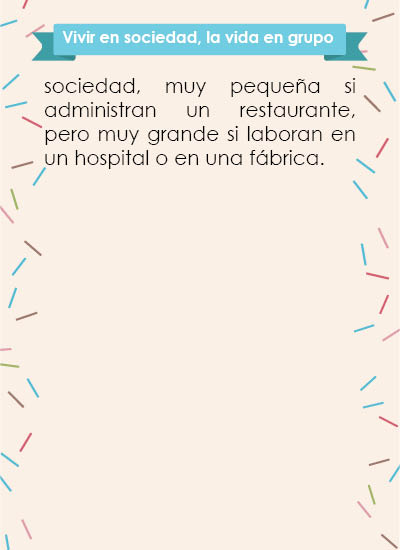 Vivir en sociedad, la vida en grupo
sociedad, muy pequeña si
administran un restaurante,
pero muy grande si laboran en
un hospital o en una fábrica.